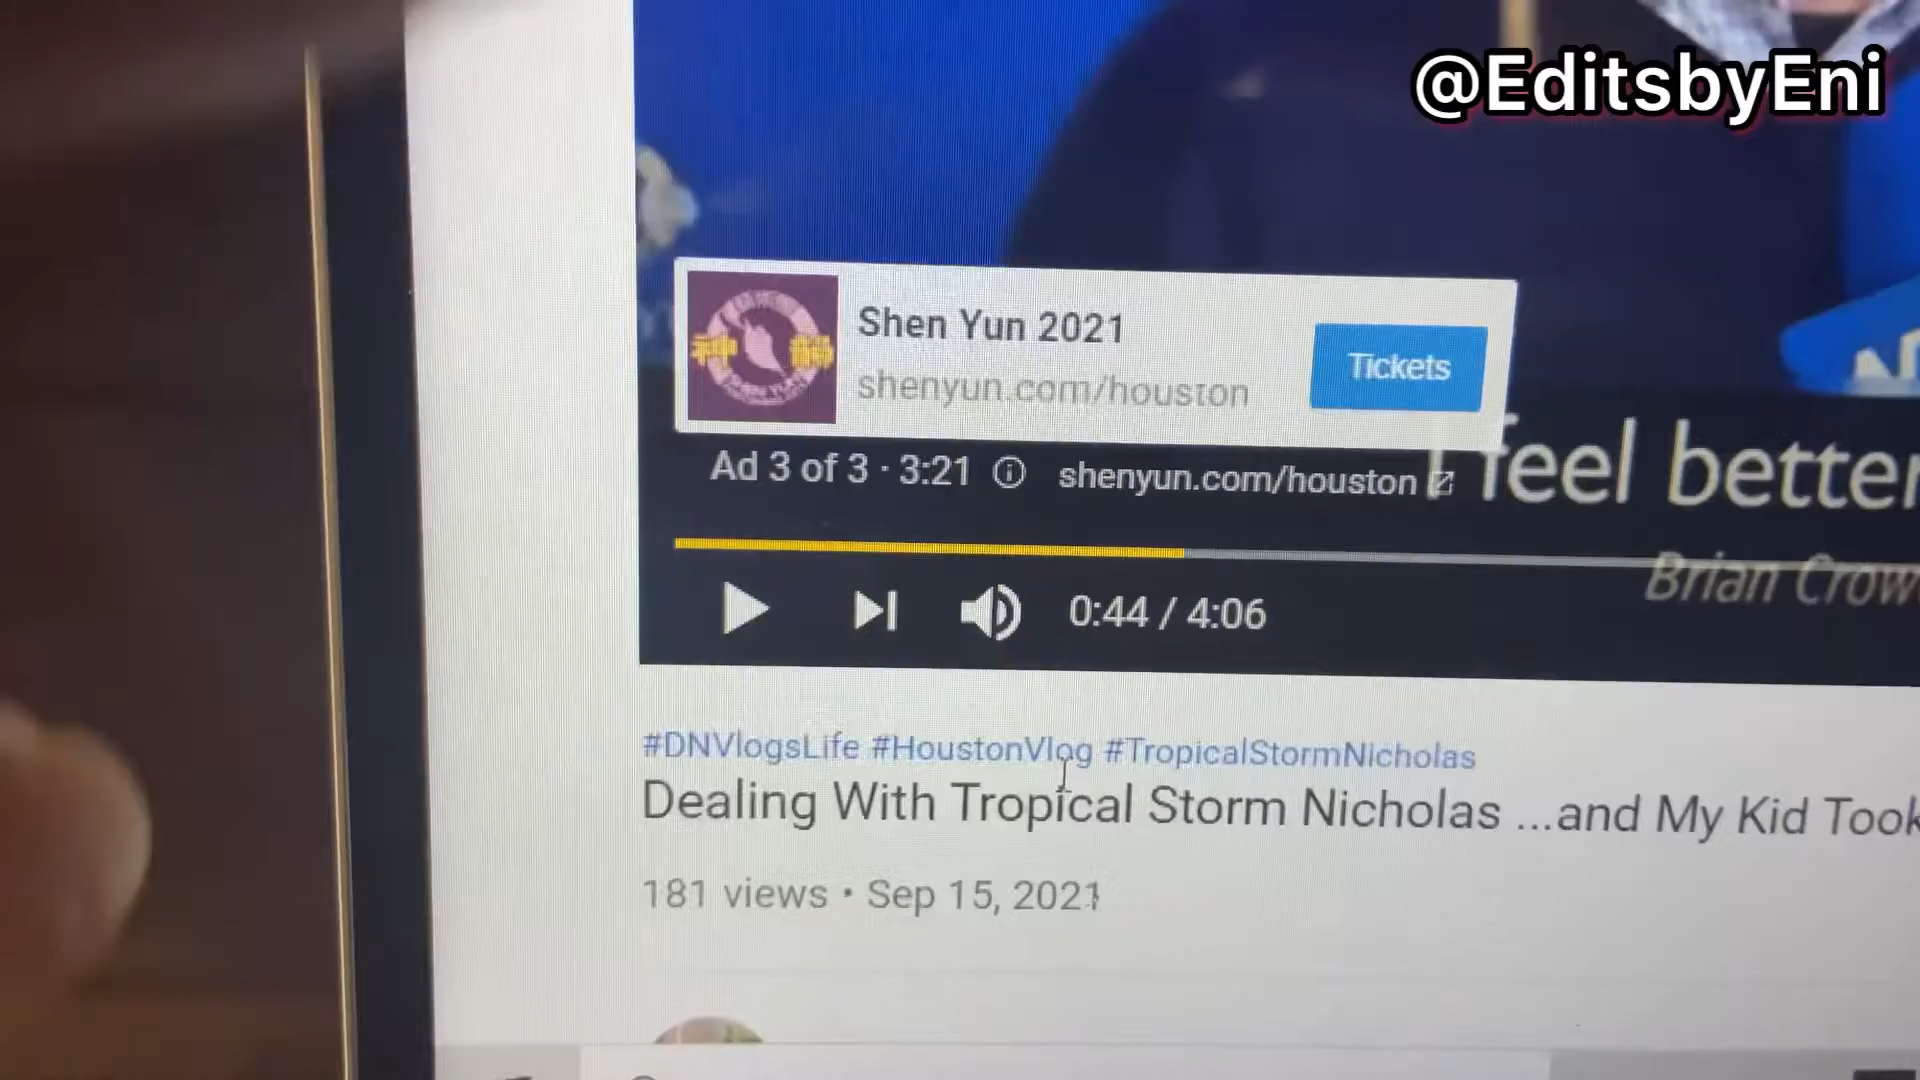 @EditsbyEni
Shen Yun 2021
shenyun.com/houston
Tickets
feel better
Ad 3 of 3 · 3:21 shenyun.com/houston
0:44 / 4:06
Brian
#DNVlogsLife #HoustonVlog #TropicalStormNicholas
Dealing With Tropical Storm Nicholas ...and My Kid Took
181 views • Sep 15, 2021